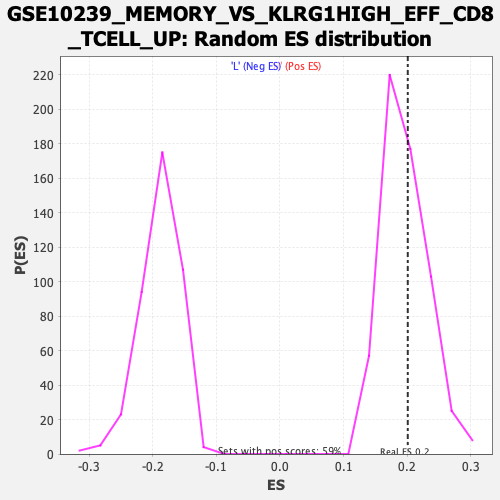 GSE10239_MEMORY_VS_KLRG1HIGH_EFF_CD8
_TCELL_UP: Random ES distribution
'L' (Neg ES) (Pos ES)
P(ES)
220
200
180
160
140
120
100
80
60
40
20
0
Sets with pos scores: 59%
Real ES 0.2
-0.3 -0.2 -0.1 0.0 0.1 0.2 0.3
ES